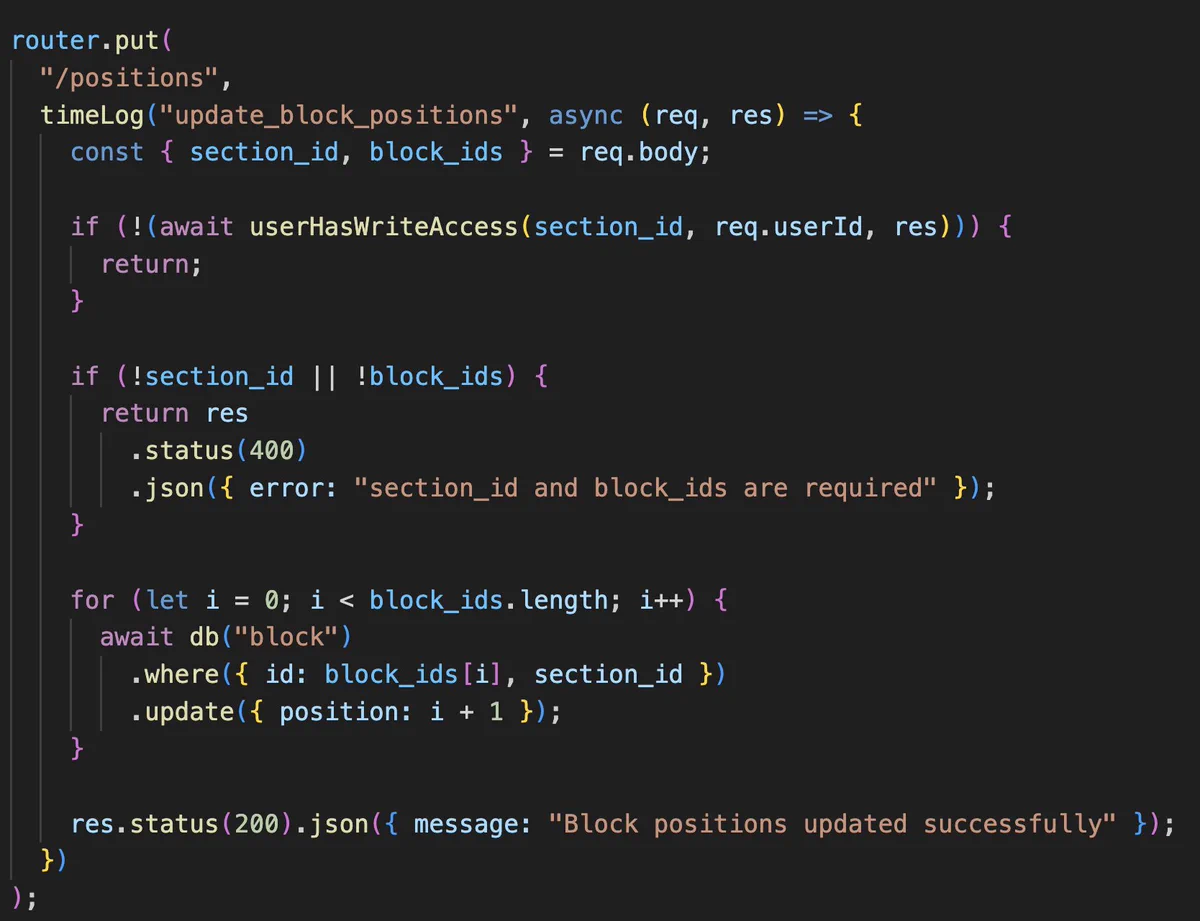 router.put(
  "/positions",
  timeLog("update_block_positions", async (req, res) => {
    const { section_id, block_ids } = req.body;

    if (!(await userHasWriteAccess(section_id, req.userId, res))) {
      return;
    }

    if (!section_id || !block_ids) {
      return res
        .status(400)
        .json({ error: "section_id and block_ids are required" });
    }

    for (let i = 0; i < block_ids.length; i++) {
      await db("block")
        .where({ id: block_ids[i], section_id })
        .update({ position: i + 1 });
    }

    res.status(200).json({ message: "Block positions updated successfully" });
  })
);